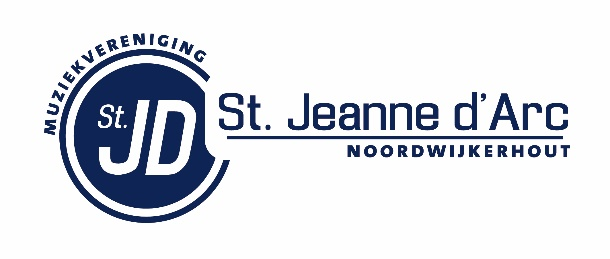 MUZIEKVERENIGING
St.
JD
St. Jeanne d'Arc
NOORDWIJKERHOUT